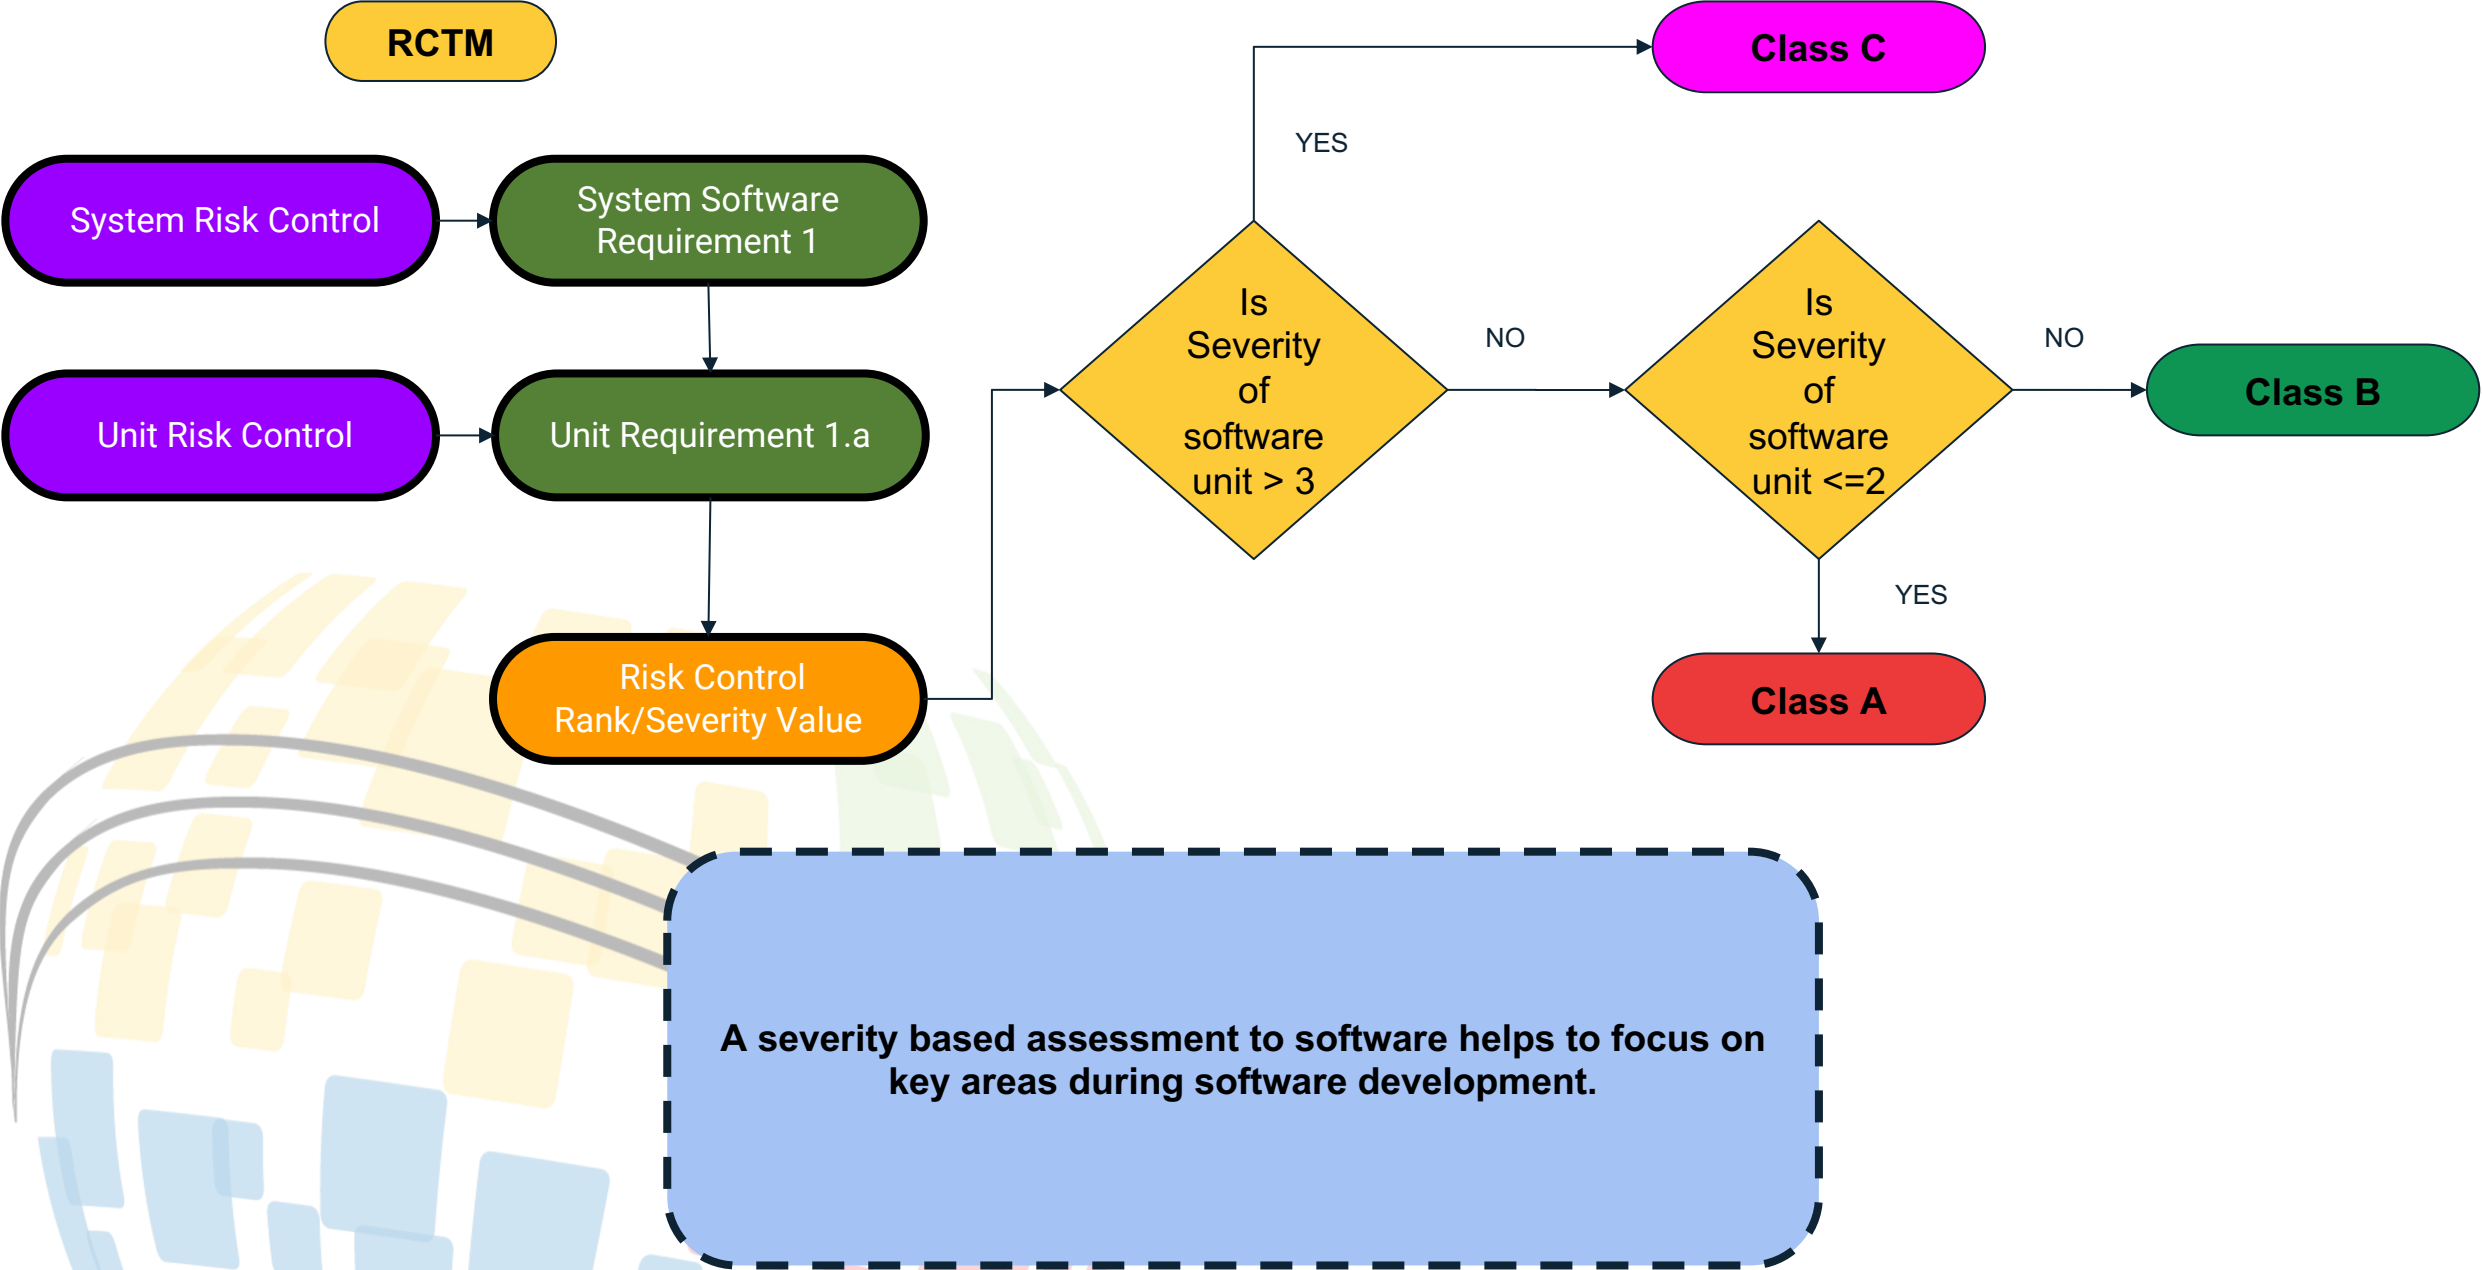 RCTM
Class C
YES
System Risk Control
System Software
Requirement 1
Unit Risk Control
Unit Requirement 1.a
Risk Control
Rank/Severity Value
Is
Severity
of
software
unit > 3
NO
Is
Severity
of
software
unit <=2
NO
Class B
YES
Class A
A severity based assessment to software helps to focus on
key areas during software development.